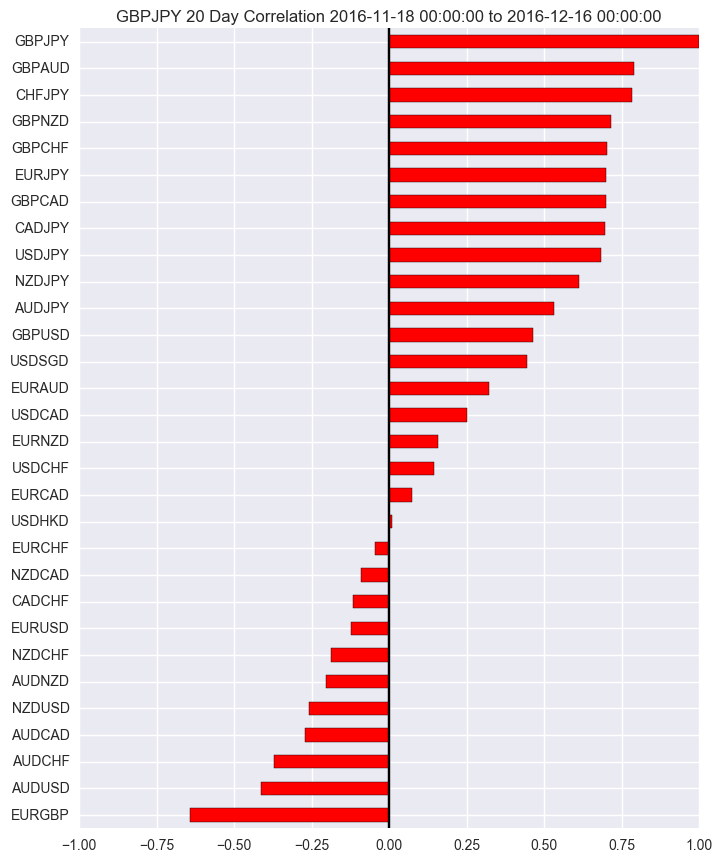 GBPJPY 20 Day Correlation 2016-11-18 00:00:00 to 2016-12-16 00:00:00
GBPJPY
GBPAUD
CHFJPY
GBPNZD
GBPCHF
EURJPY
GBPCAD
CADJPY
USDJPY
NZDJPY
AUDJPY
GBPUSD
USDSGD
EURAUD
USDCAD
EURNZD
USDCHF
EURCAD
USDHKD
EURCHF
NZDCAD
CADCHF
EURUSD
NZDCHF
AUDNZD
NZDUSD
AUDCAD
AUDCHF
AUDUSD
EURGBP
−1.00 −0.75 −0.50 −0.25 0.00 0.25 0.50 0.75 1.00